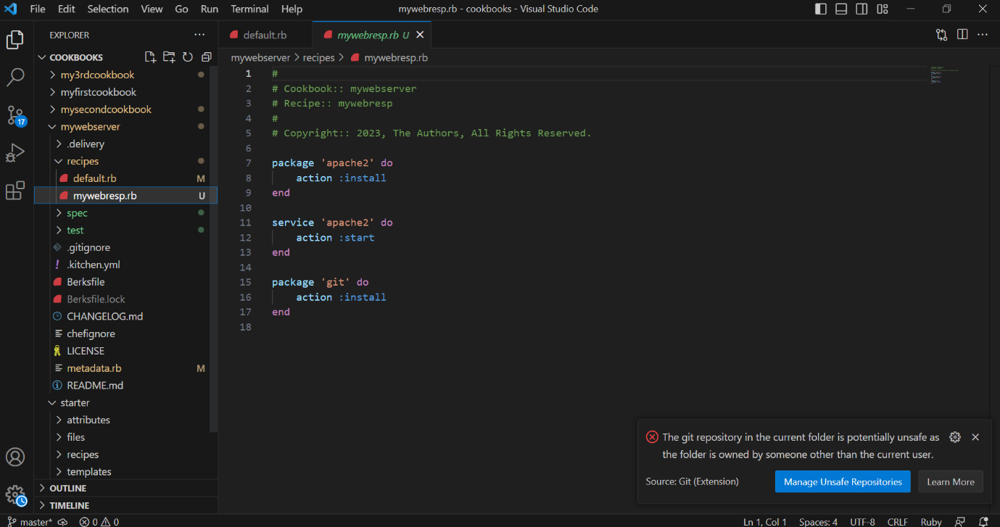 File Edit Selection View Go Run Terminal Help mywebresp.rb - cookbooks - Visual Studio Code
EXPLORER
COOKBOOKS
my3rdcookbook
myfirstcookbook
mysecondcookbook
mywebserver
.delivery
recipes
default.rb M
mywebresp.rb U
spec
test
.gitignore
! .kitchen.yml
Berksfile
Berksfile.lock
CHANGELOG.md
chefignore
LICENSE
metadata.rb M
README.md
starter
attributes
files
recipes
templates
OUTLINE
TIMELINE
17
default.rb mywebresp.rb U
mywebserver > recipes > mywebresp.rb
1 #
2 # Cookbook:: mywebserver
3 # Recipe:: mywebresp
4 #
5 # Copyright:: 2023, The Authors, All Rights Reserved.
6
7 package 'apache2' do
8 action :install
9 end
10
11 service 'apache2' do
12 action :start
13 end
14
15 package 'git' do
16 action :install
17 end
18
The git repository in the current folder is potentially unsafe as
the folder is owned by someone other than the current user.
Source: Git (Extension) Manage Unsafe Repositories Learn More
master* 0 0 Ln 1, Col 1 Spaces: 4 UTF-8 CRLF Ruby